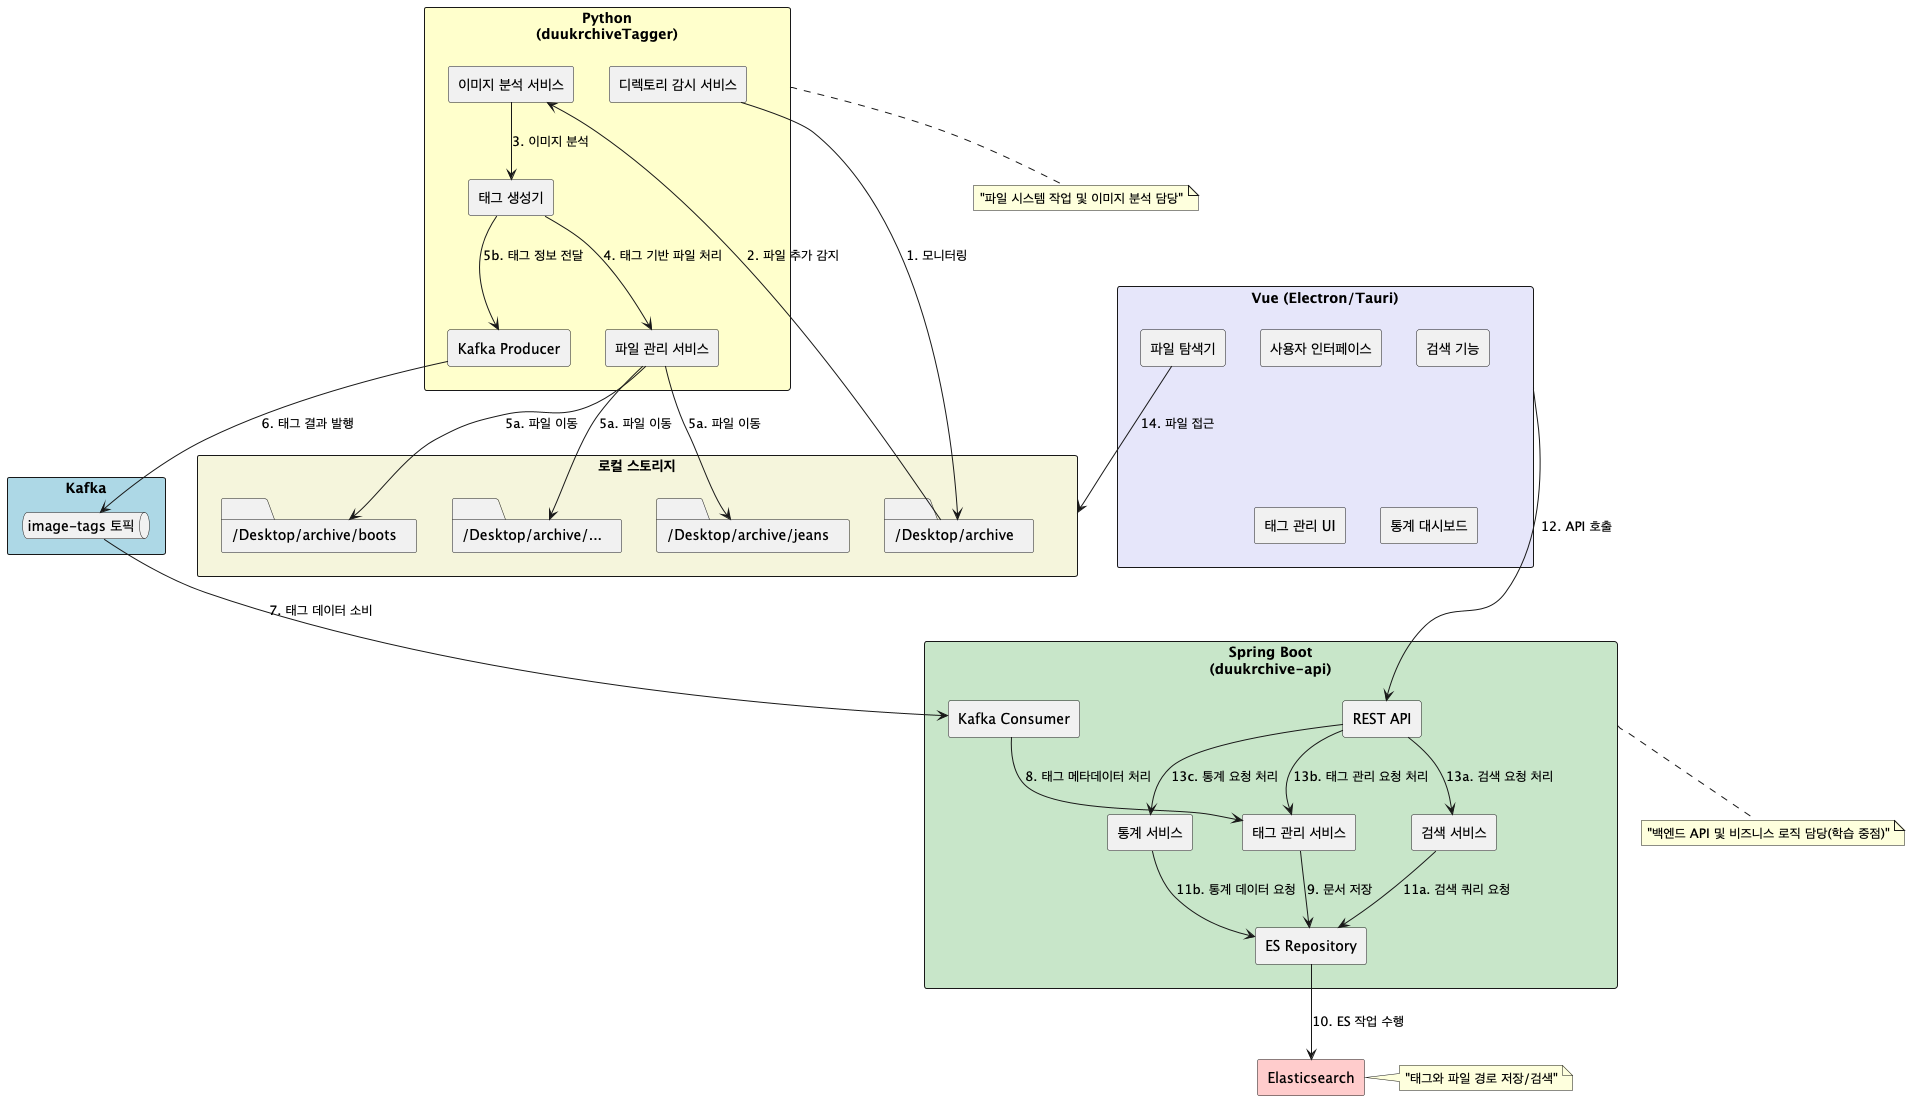 Python
(duukrchiveTagger)
이미지 분석 서비스
디렉토리 감시 서비스
3. 이미지 분석
태그 생성기
"파일 시스템 작업 및 이미지 분석 담당"
5b. 태그 정보 전달
4. 태그 기반 파일 처리
2. 파일 추가 감지
1. 모니터링
Kafka Producer
파일 관리 서비스
Vue (Electron/Tauri)
파일 탐색기
사용자 인터페이스
검색 기능
6. 태그 결과 발행
5a. 파일 이동
5a. 파일 이동
5a. 파일 이동
14. 파일 접근
Kafka
image-tags 토픽
로컬 스토리지
/Desktop/archive/boots
/Desktop/archive/...
/Desktop/archive/jeans
/Desktop/archive
태그 관리 UI
통계 대시보드
12. API 호출
7. 태그 데이터 소비
Spring Boot
(duukrchive-api)
Kafka Consumer
REST API
8. 태그 메타데이터 처리
13c. 통계 요청 처리
13b. 태그 관리 요청 처리
13a. 검색 요청 처리
통계 서비스
태그 관리 서비스
검색 서비스
"백엔드 API 및 비즈니스 로직 담당(학습 중점)"
11b. 통계 데이터 요청
9. 문서 저장
11a. 검색 쿼리 요청
ES Repository
10. ES 작업 수행
Elasticsearch
"태그와 파일 경로 저장/검색"